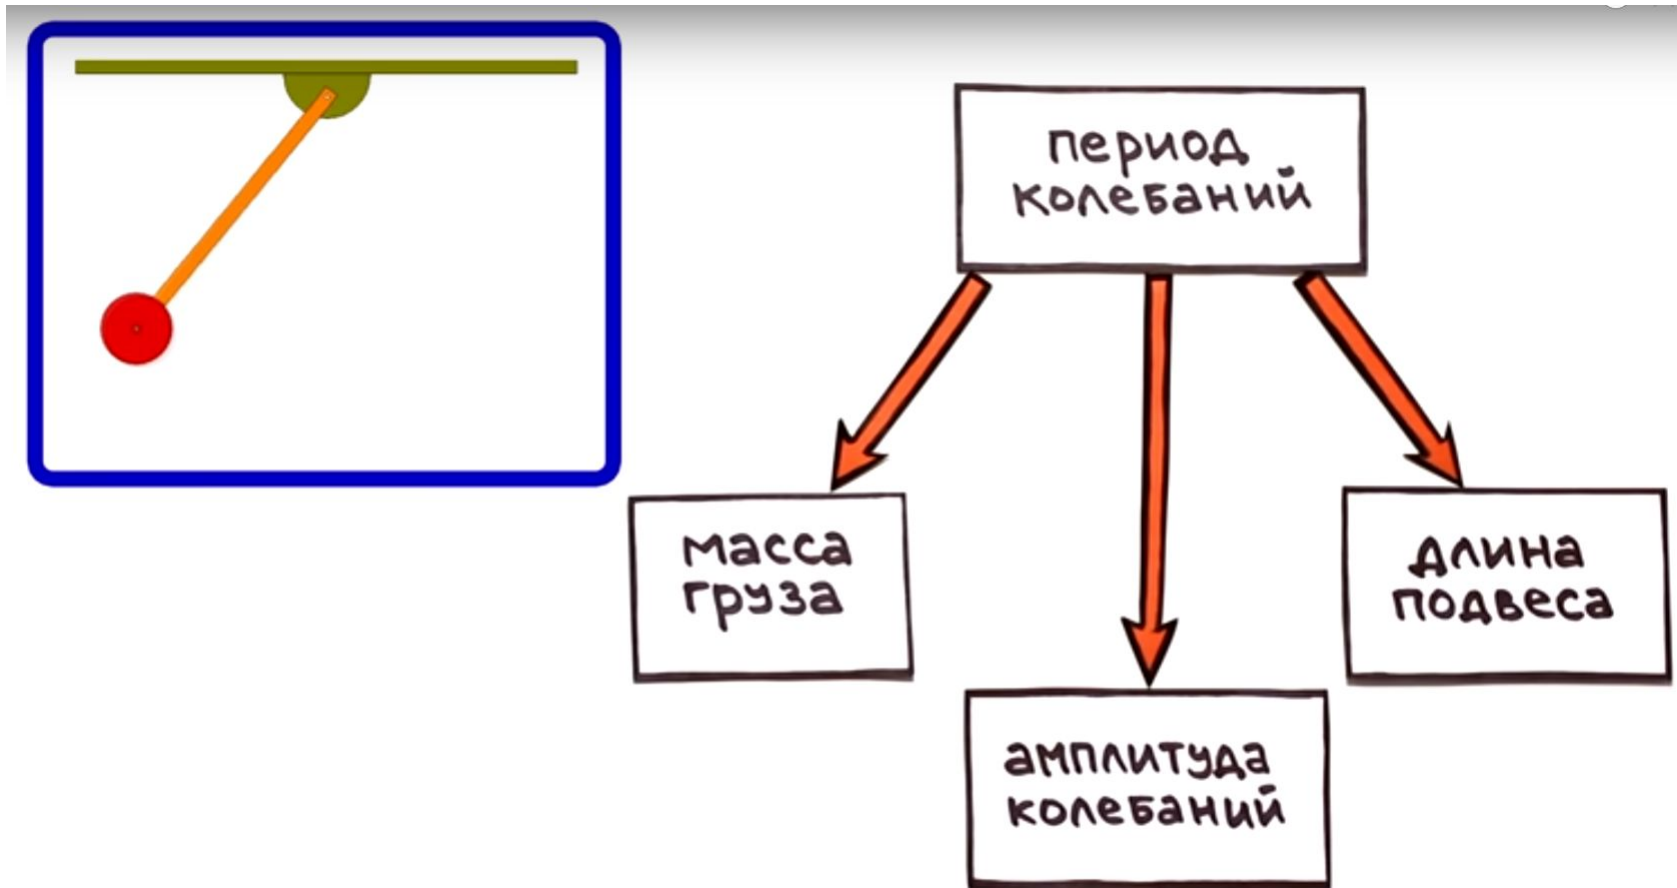 период
колебаний
масса
груза
длина
подвеса
амплитуда
колебаний